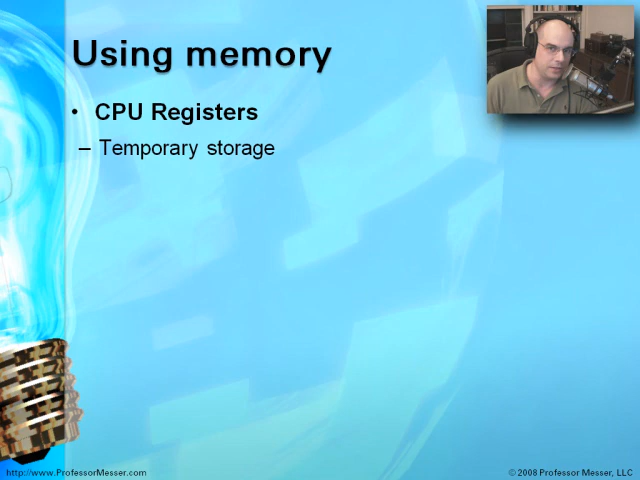 Using memory
• CPU Registers
– Temporary storage
http://www.ProfessorMesser.com
© 2008 Professor Messer, LLC